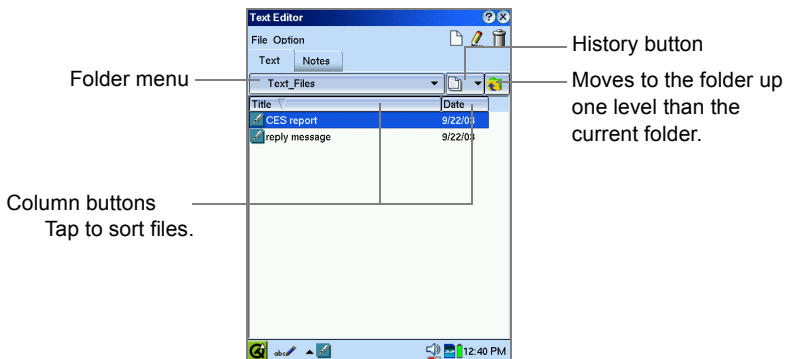 Text Editor
File Option
Text Notes
Text_Files
Title Date
CES report 9/22/03
reply message 9/22/03
abc
12:40 PM
Folder menu
Column buttons
Tap to sort files.
History button
Moves to the folder up
one level than the
current folder.